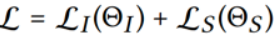 ℒ = ℒ_I(Θ_I) + ℒ_S(Θ_S)